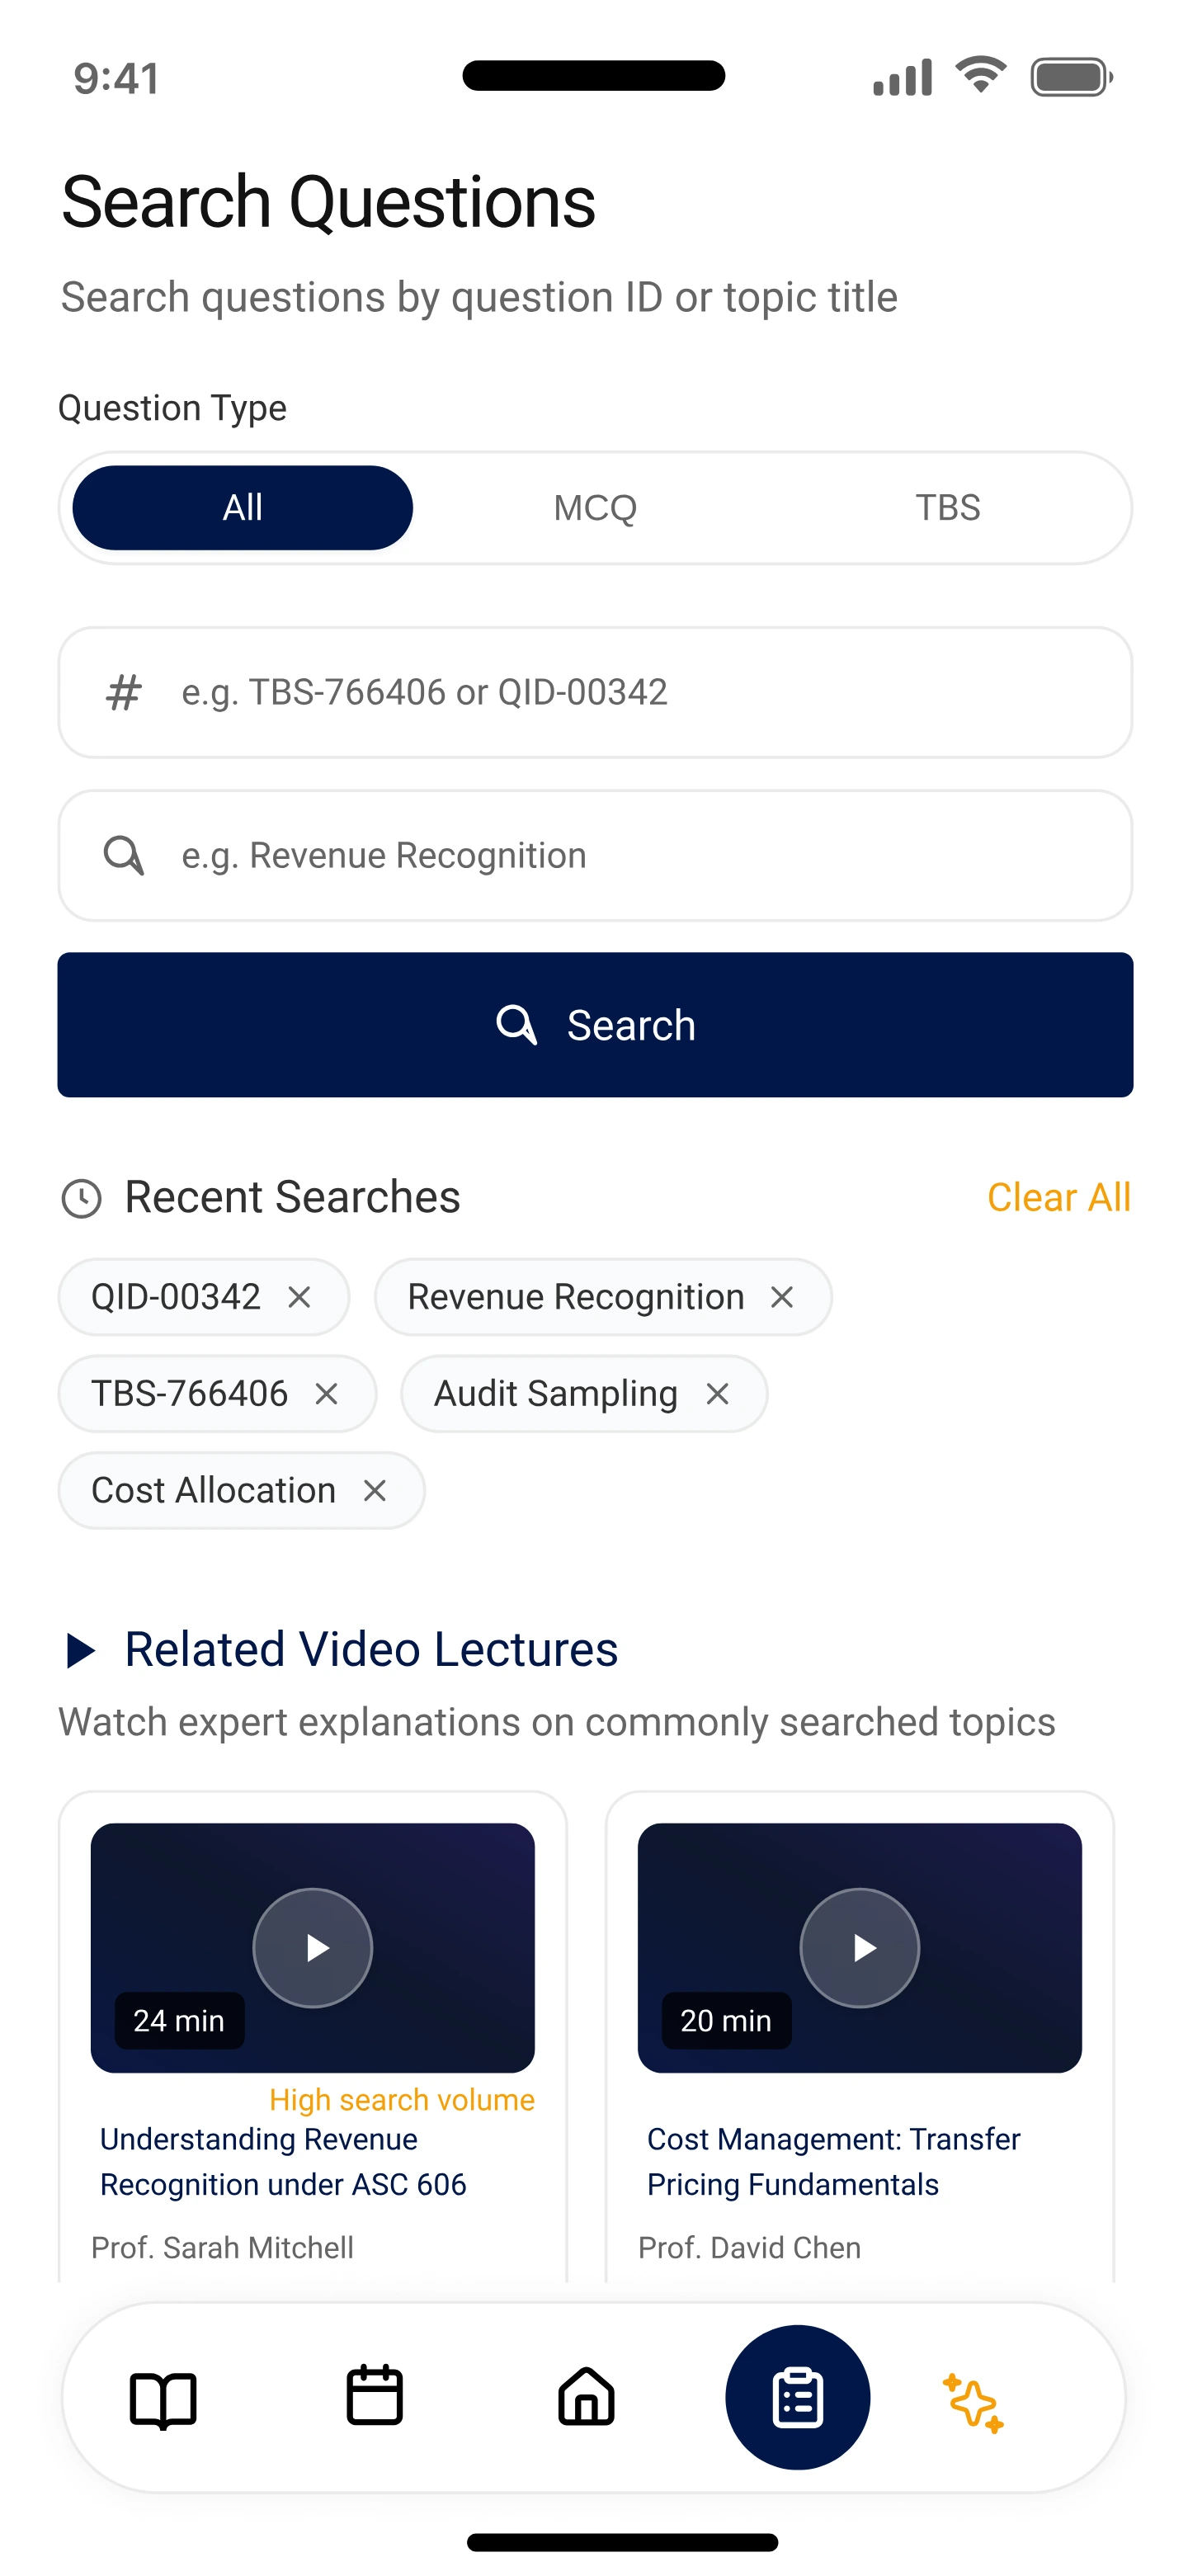 9:41
Search Questions
Search questions by question ID or topic title
Question Type
All MCQ TBS
e.g. TBS-766406 or QID-00342
e.g. Revenue Recognition
Search
Recent Searches Clear All
QID-00342 Revenue Recognition
TBS-766406 Audit Sampling
Cost Allocation
Related Video Lectures
Watch expert explanations on commonly searched topics
24 min
High search volume
Understanding Revenue
Recognition under ASC 606
Prof. Sarah Mitchell
20 min
Cost Management: Transfer
Pricing Fundamentals
Prof. David Chen